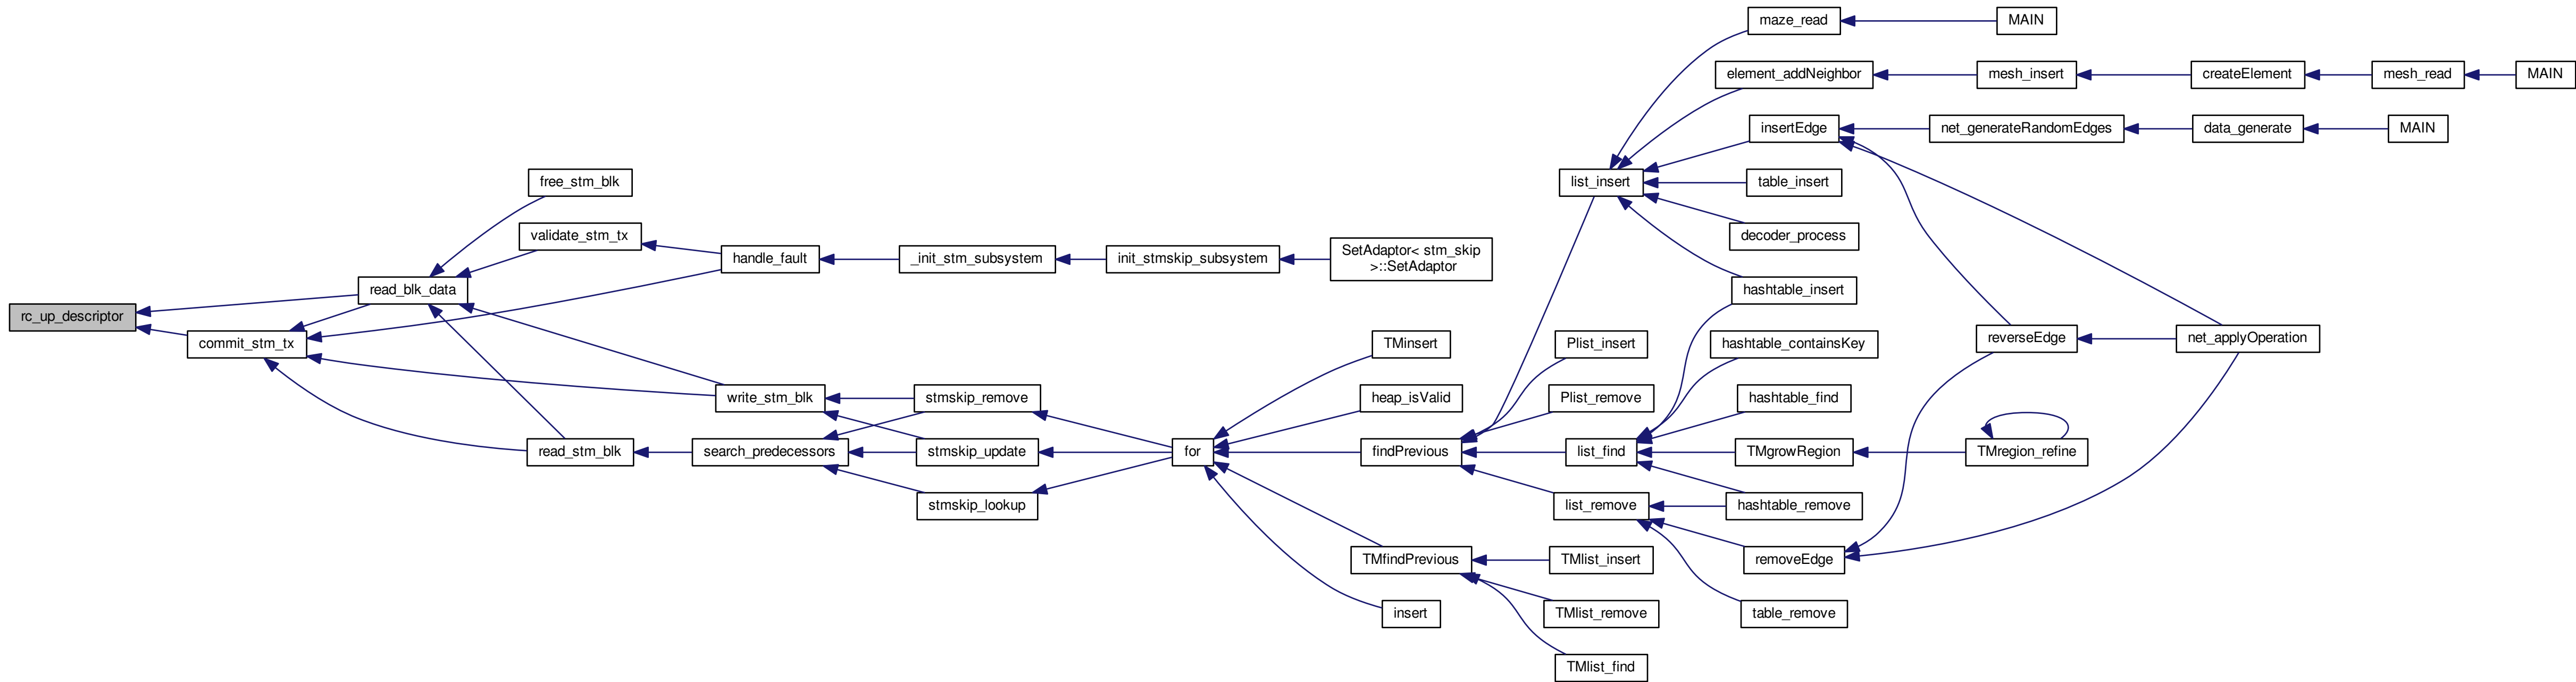 rc_up_descriptor
read_blk_data
commit_stm_tx
free_stm_blk
validate_stm_tx
read_stm_blk
handle_fault
write_stm_blk
search_predecessors
_init_stm_subsystem
stmskip_remove
stmskip_update
stmskip_lookup
init_stmskip_subsystem
for
SetAdaptor< stm_skip
>::SetAdaptor
TMinsert
heap_isValid
findPrevious
TMfindPrevious
insert
list_insert
Plist_insert
Plist_remove
list_find
list_remove
TMlist_insert
TMlist_remove
TMlist_find
maze_read
element_addNeighbor
insertEdge
table_insert
decoder_process
hashtable_insert
hashtable_containsKey
hashtable_find
TMgrowRegion
hashtable_remove
removeEdge
table_remove
MAIN
mesh_insert
net_generateRandomEdges
reverseEdge
TMregion_refine
createElement
data_generate
net_applyOperation
mesh_read
MAIN
MAIN